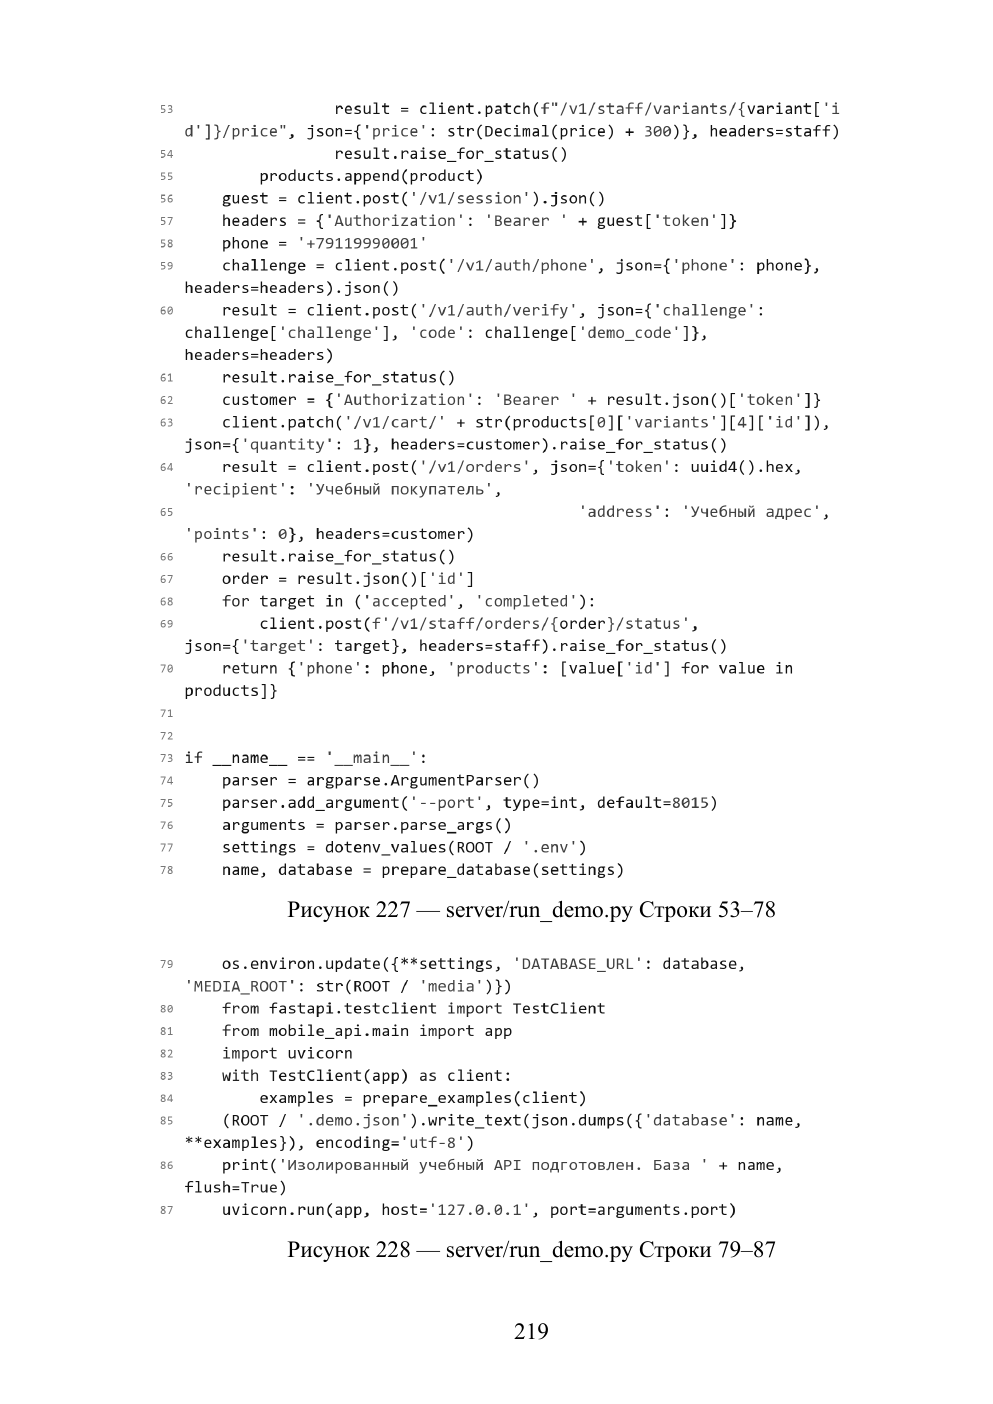 53                 result = client.patch(f"/v1/staff/variants/{variant['i
d']}/price", json={'price': str(Decimal(price) + 300)}, headers=staff)
54                 result.raise_for_status()
55         products.append(product)
56     guest = client.post('/v1/session').json()
57     headers = {'Authorization': 'Bearer ' + guest['token']}
58     phone = '+79119990001'
59     challenge = client.post('/v1/auth/phone', json={'phone': phone},
headers=headers).json()
60     result = client.post('/v1/auth/verify', json={'challenge':
challenge['challenge'], 'code': challenge['demo_code']},
headers=headers)
61     result.raise_for_status()
62     customer = {'Authorization': 'Bearer ' + result.json()['token']}
63     client.patch('/v1/cart/' + str(products[0]['variants'][4]['id']),
json={'quantity': 1}, headers=customer).raise_for_status()
64     result = client.post('/v1/orders', json={'token': uuid4().hex,
'recipient': 'Учебный покупатель',
65                                           'address': 'Учебный адрес',
'points': 0}, headers=customer)
66     result.raise_for_status()
67     order = result.json()['id']
68     for target in ('accepted', 'completed'):
69         client.post(f'/v1/staff/orders/{order}/status',
json={'target': target}, headers=staff).raise_for_status()
70     return {'phone': phone, 'products': [value['id'] for value in
products]}
71
72
73 if __name__ == '__main__':
74     parser = argparse.ArgumentParser()
75     parser.add_argument('--port', type=int, default=8015)
76     arguments = parser.parse_args()
77     settings = dotenv_values(ROOT / '.env')
78     name, database = prepare_database(settings)
Рисунок 227 — server/run_demo.py Строки 53–78
79     os.environ.update({**settings, 'DATABASE_URL': database,
'MEDIA_ROOT': str(ROOT / 'media')})
80     from fastapi.testclient import TestClient
81     from mobile_api.main import app
82     import uvicorn
83     with TestClient(app) as client:
84         examples = prepare_examples(client)
85     (ROOT / '.demo.json').write_text(json.dumps({'database': name,
**examples}), encoding='utf-8')
86     print('Изолированный учебный API подготовлен. База ' + name,
flush=True)
87     uvicorn.run(app, host='127.0.0.1', port=arguments.port)
Рисунок 228 — server/run_demo.py Строки 79–87
219